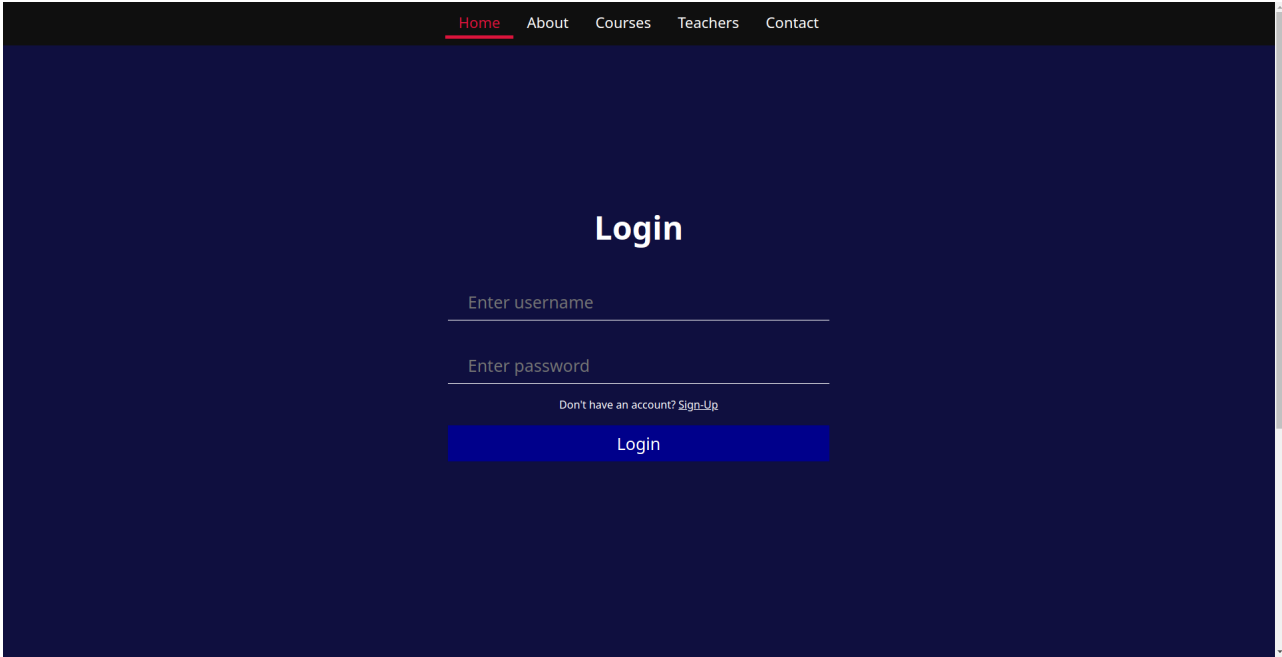 Home About Courses Teachers Contact
Login
Enter username
Enter password
Don't have an account? Sign-Up
Login